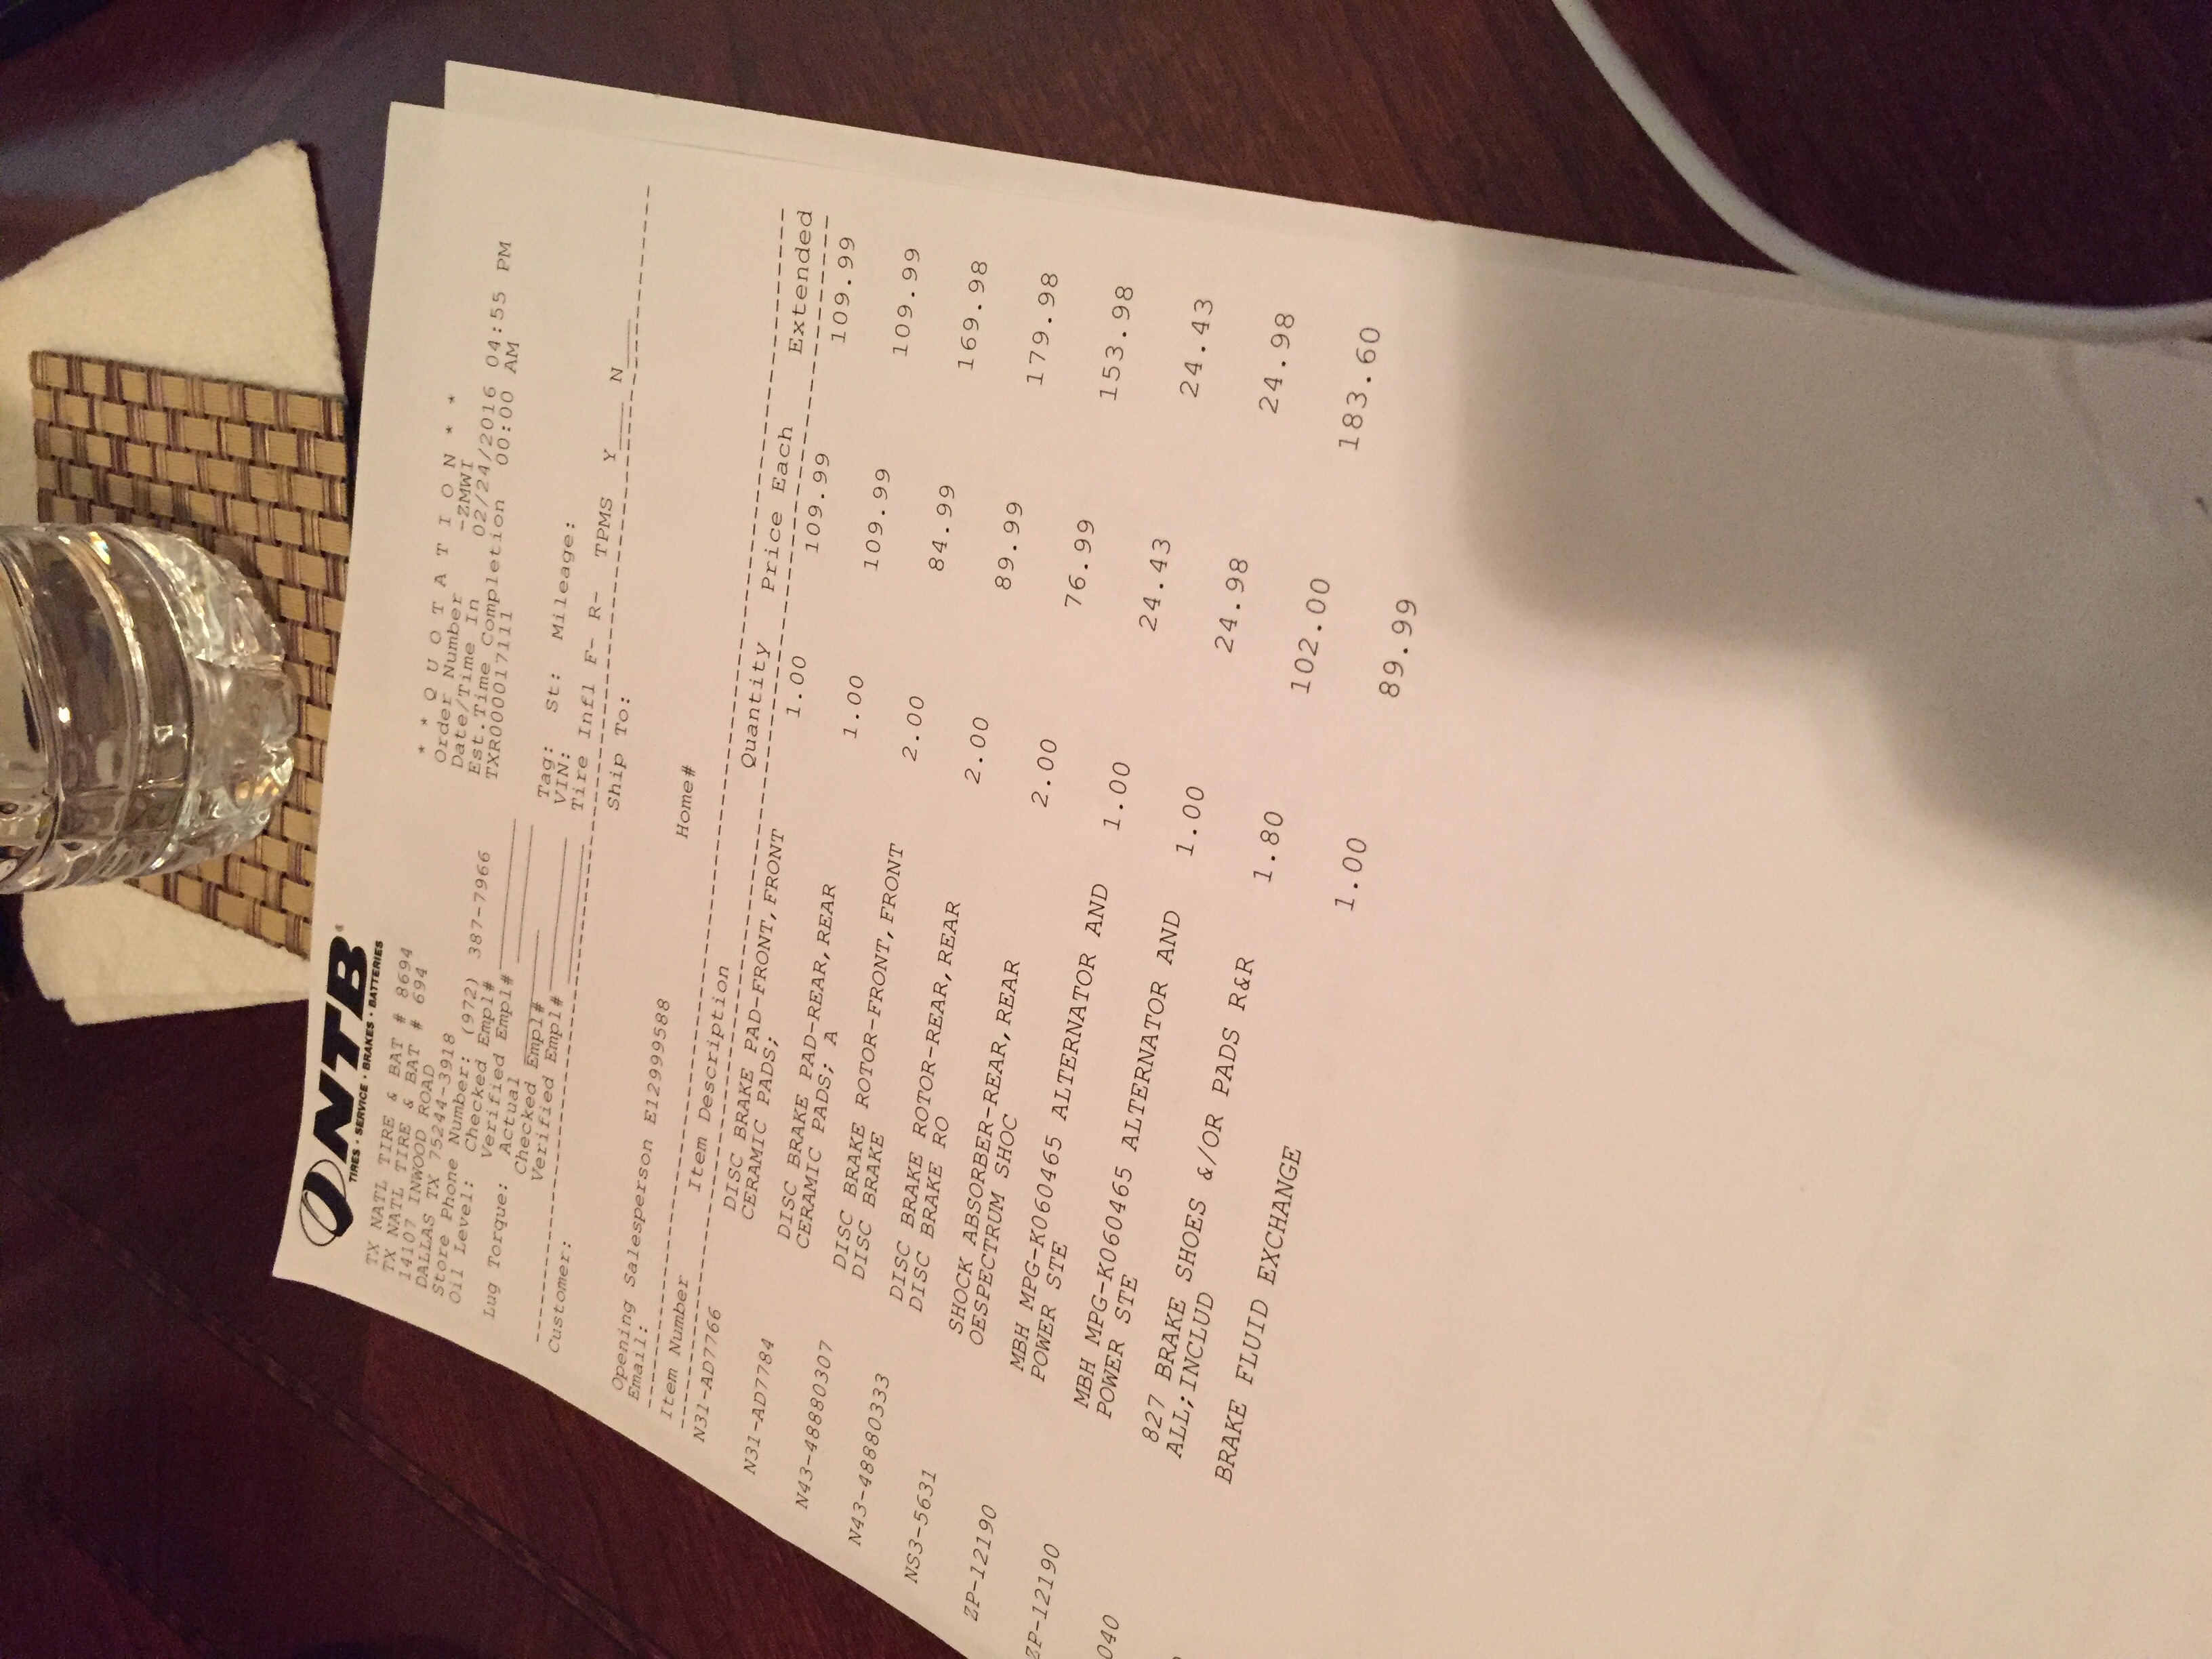 NTB®
TIRES · SERVICE · BRAKES · BATTERIES
TX NATL TIRE & BAT # 8694
TX NATL TIRE & BAT # 694
14107 INWOOD ROAD
DALLAS TX 75244-3918
Store Phone Number: (972) 387-7966
Oil Level: Checked Empl#
Verified Empl#
Lug Torque: Actual
Checked Empl#
Verified Empl#
* * Q U O T A T I O N * *
Order Number -ZMWI
Date/Time In 02/24/2016 04:55 PM
Est.Time Completion 00:00 AM
TXR000017111
Tag: St: Mileage:
VIN:
Tire Infl F- R- TPMS Y____ N____
Customer: Ship To:
Opening Salesperson E12999588
Email: Home#
Item Number Item Description Quantity Price Each Extended
N31-AD7766 DISC BRAKE PAD-FRONT,FRONT 1.00 109.99 109.99
CERAMIC PADS;
N31-AD7784 DISC BRAKE PAD-REAR,REAR 1.00 109.99 109.99
CERAMIC PADS; A
N43-48880307 DISC BRAKE ROTOR-FRONT,FRONT 2.00 84.99 169.98
DISC BRAKE
N43-48880333 DISC BRAKE ROTOR-REAR,REAR 2.00 89.99 179.98
DISC BRAKE RO
NS3-5631 SHOCK ABSORBER-REAR,REAR 2.00 76.99 153.98
OESPECTRUM SHOC
ZP-12190 MBH MPG-K060465 ALTERNATOR AND 1.00 24.43 24.43
POWER STE
ZP-12190 MBH MPG-K060465 ALTERNATOR AND 1.00 24.98 24.98
POWER STE
040 827 BRAKE SHOES &/OR PADS R&R 1.80 102.00 183.60
ALL;INCLUD
BRAKE FLUID EXCHANGE 1.00 89.99